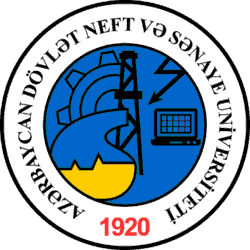 AZƏRBAYCAN DÖVLƏT NEFT VƏ SƏNAYE UNİVERSİTETİ
1920